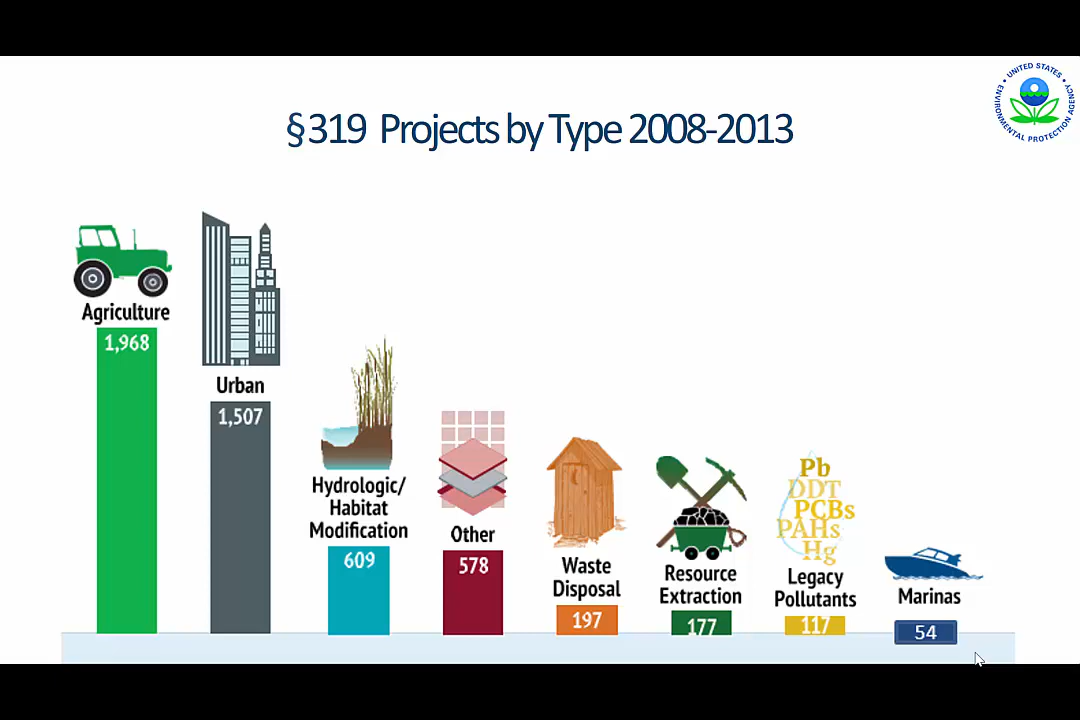 UNITED STATES
ENVIRONMENTAL PROTECTION AGENCY
§319 Projects by Type 2008-2013
Agriculture
1,968
Urban
1,507
Hydrologic/
Habitat
Modification
609
Other
578
Waste
Disposal
197
Resource
Extraction
177
Pb
DDT
PCBs
PAHs
Hg
Legacy
Pollutants
117
Marinas
54